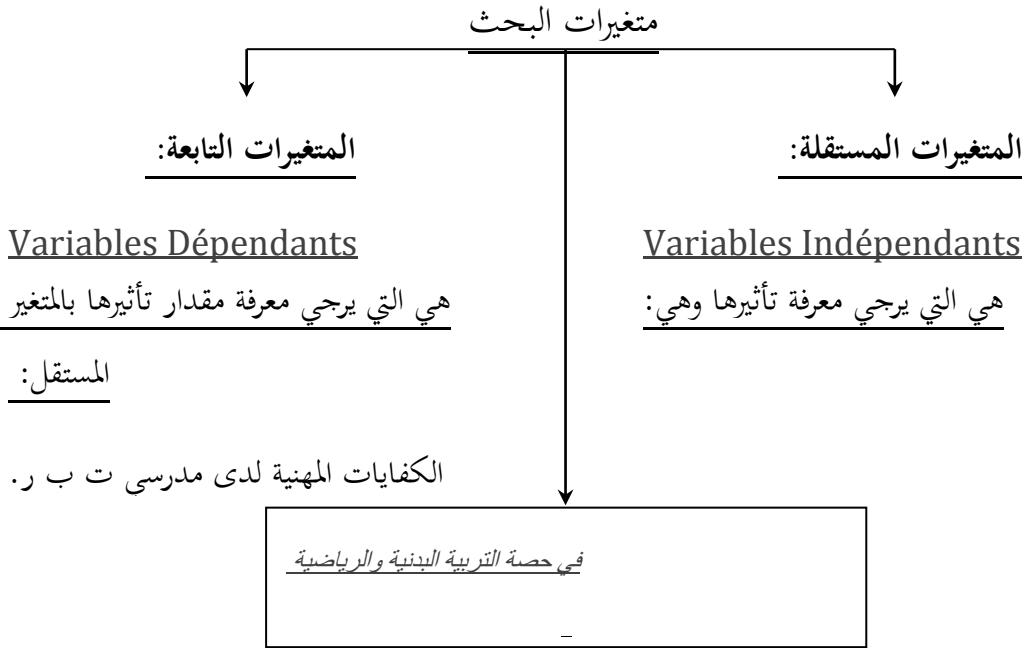 متغيرات البحث
المتغيرات المستقلة:
المتغيرات التابعة:
Variables Indépendants
Variables Dépendants
هي التي يرجي معرفة تأثيرها وهي:
هي التي يرجي معرفة مقدار تأثيرها بالمتغير
المستقل:
الكفايات المهنية لدى مدرسي ت ب ر.
في حصة التربية البدنية والرياضية
_